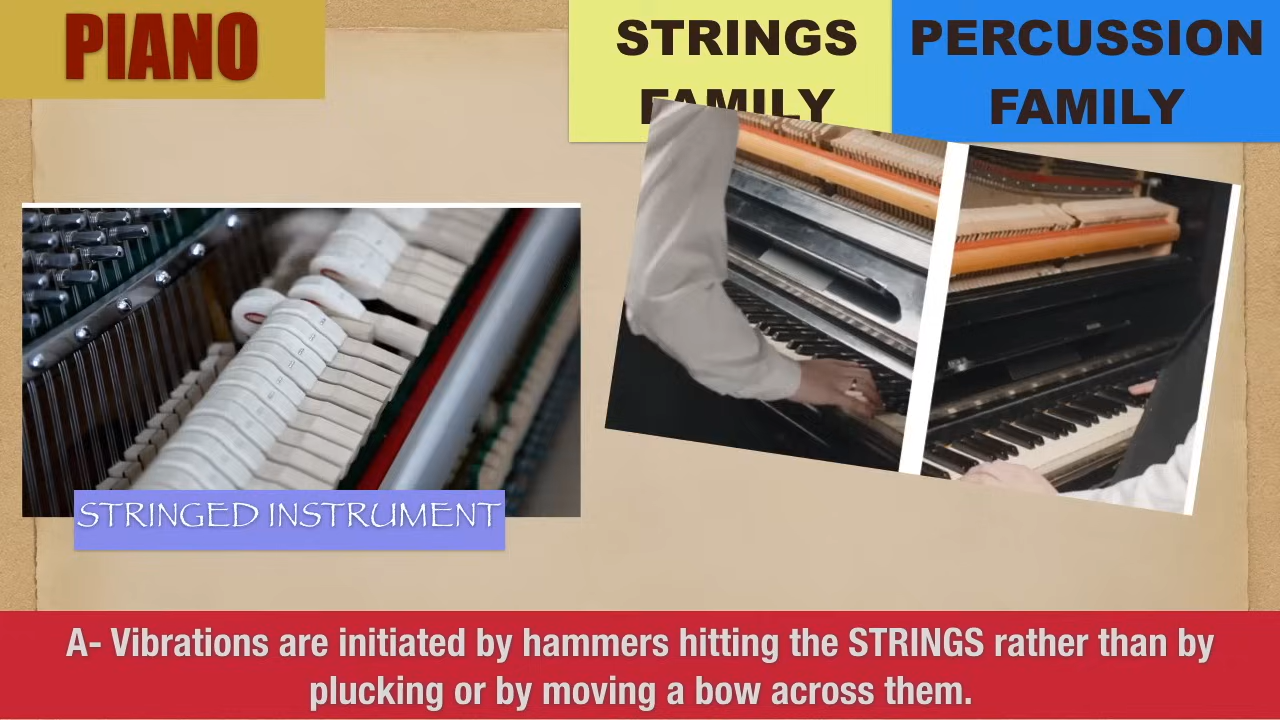 PIANO
STRINGS
FAMILY
PERCUSSION
FAMILY
STRINGED INSTRUMENT
A- Vibrations are initiated by hammers hitting the STRINGS rather than by
plucking or by moving a bow across them.